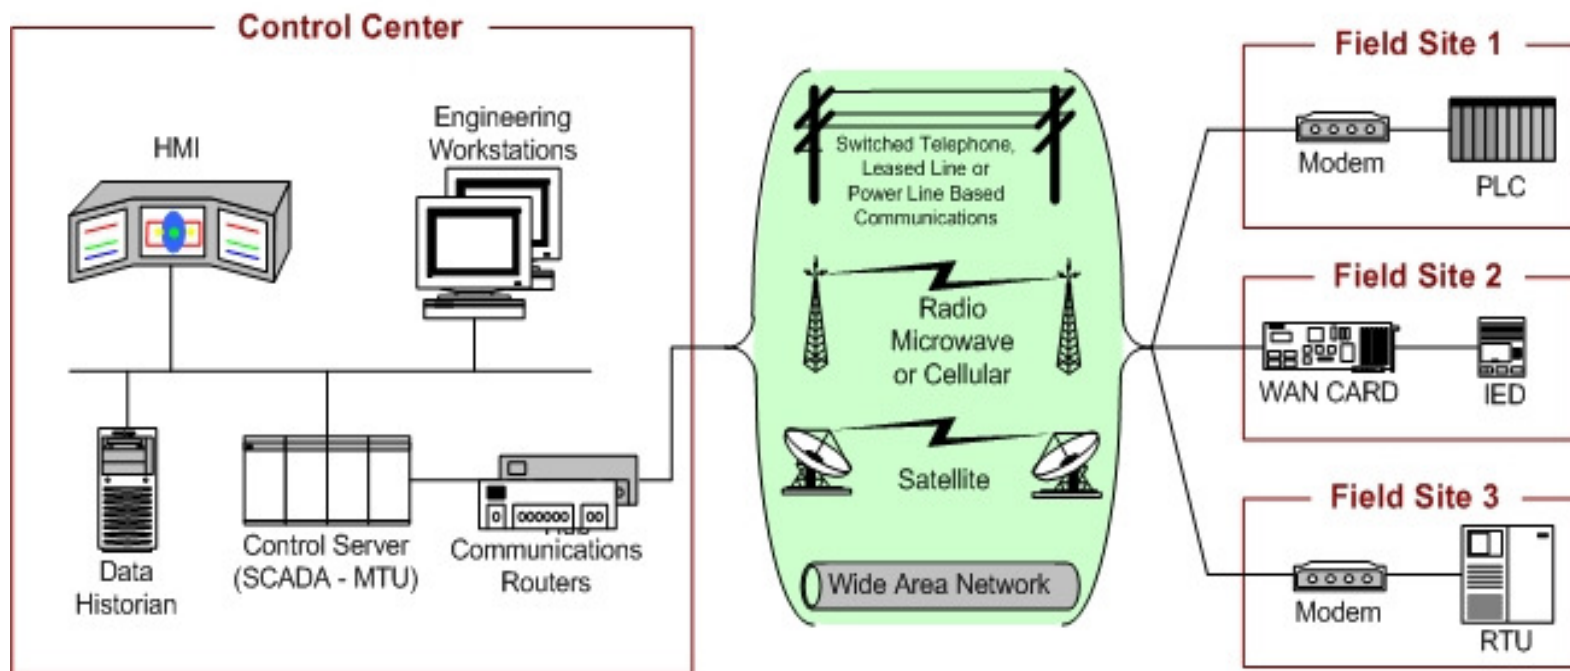 Control Center
HMI
Engineering
Workstations
Data
Historian
Control Server
(SCADA - MTU)
Communications
Routers
Switched Telephone,
Leased Line or
Power Line Based
Communications
Radio
Microwave
or Cellular
Satellite
Wide Area Network
Field Site 1
Modem
PLC
Field Site 2
WAN CARD
IED
Field Site 3
Modem
RTU